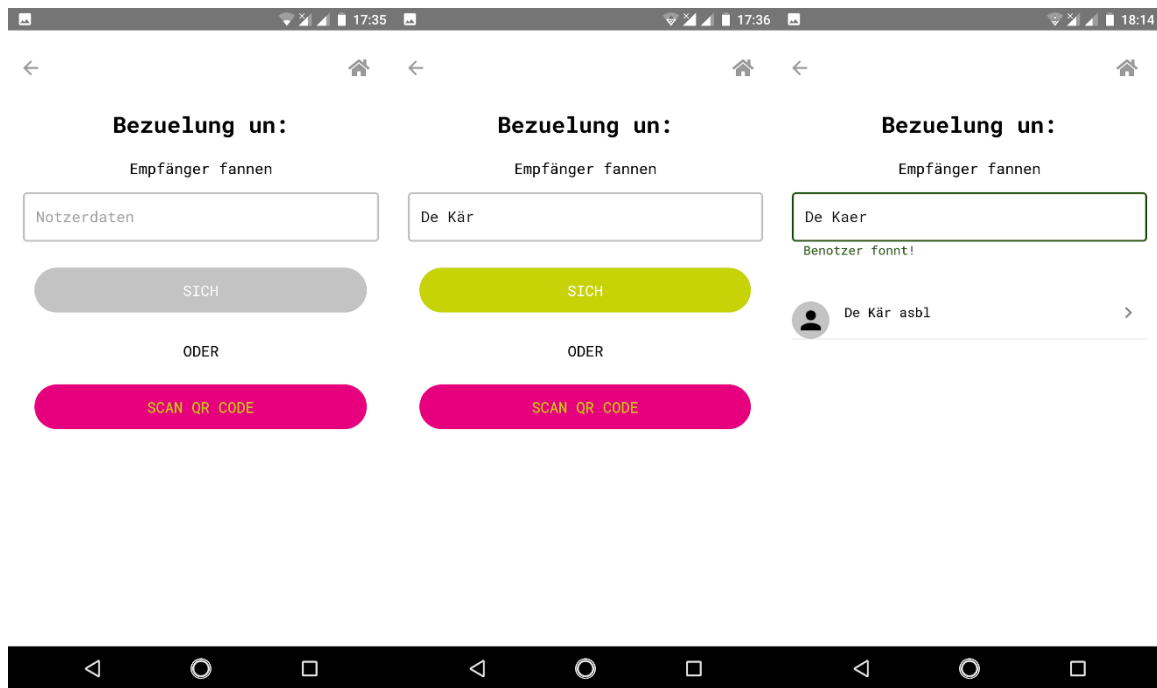 17:35
Bezuelung un:
Empfänger fannen
Notzerdaten
SICH
ODER
SCAN QR CODE
17:36
Bezuelung un:
Empfänger fannen
De Kär
SICH
ODER
SCAN QR CODE
18:14
Bezuelung un:
Empfänger fannen
De Kaer
Benotzer fonnt!
De Kär asbl